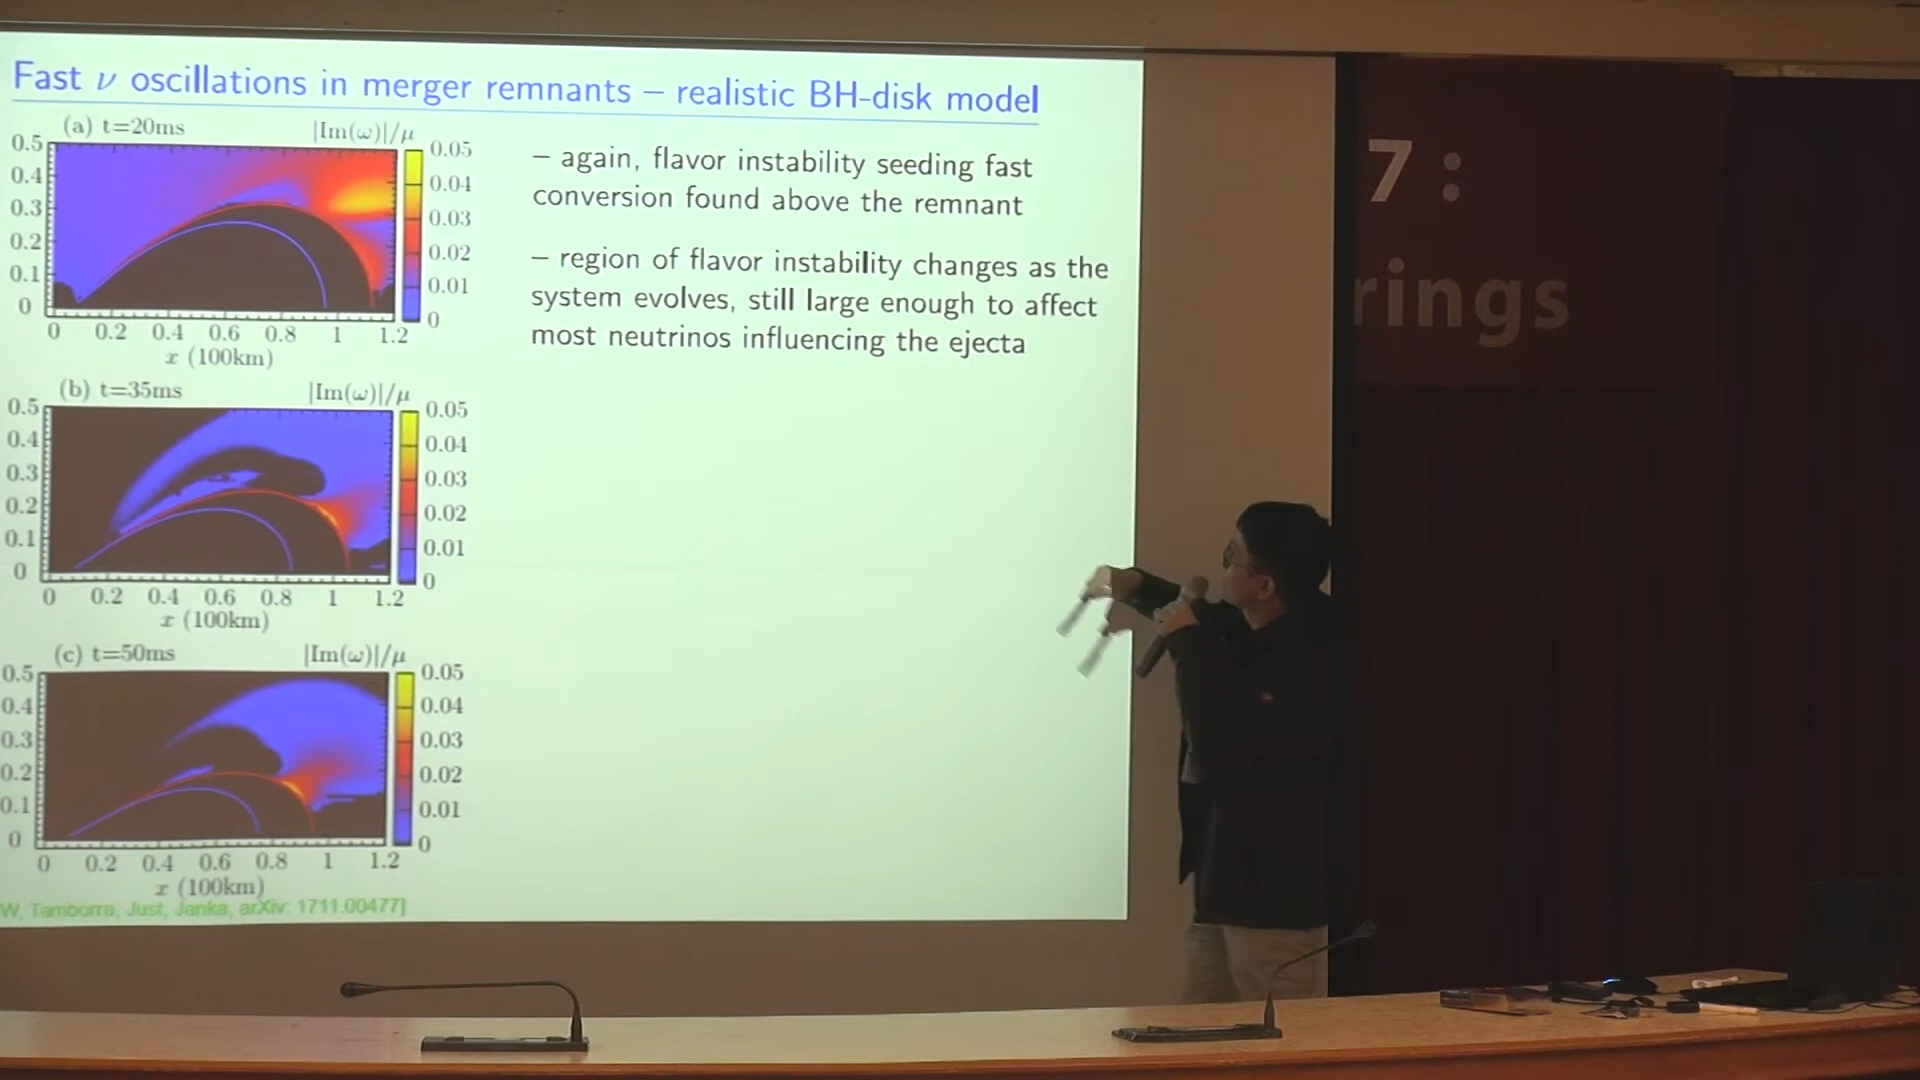 Fast ν oscillations in merger remnants – realistic BH-disk model
(a) t=20ms |Im(ω)|/μ
0.5
0.4
0.3
0.2
0.1
0
0.05
0.04
0.03
0.02
0.01
0
0 0.2 0.4 0.6 0.8 1 1.2
x (100km)
– again, flavor instability seeding fast
conversion found above the remnant
– region of flavor instability changes as the
system evolves, still large enough to affect
most neutrinos influencing the ejecta
(b) t=35ms |Im(ω)|/μ
0.5
0.4
0.3
0.2
0.1
0
0.05
0.04
0.03
0.02
0.01
0
0 0.2 0.4 0.6 0.8 1 1.2
x (100km)
(c) t=50ms |Im(ω)|/μ
0.5
0.4
0.3
0.2
0.1
0
0.05
0.04
0.03
0.02
0.01
0
0 0.2 0.4 0.6 0.8 1 1.2
x (100km)
W, Tamborra, Just, Janka, arXiv: 1711.00477]
7 :
rings